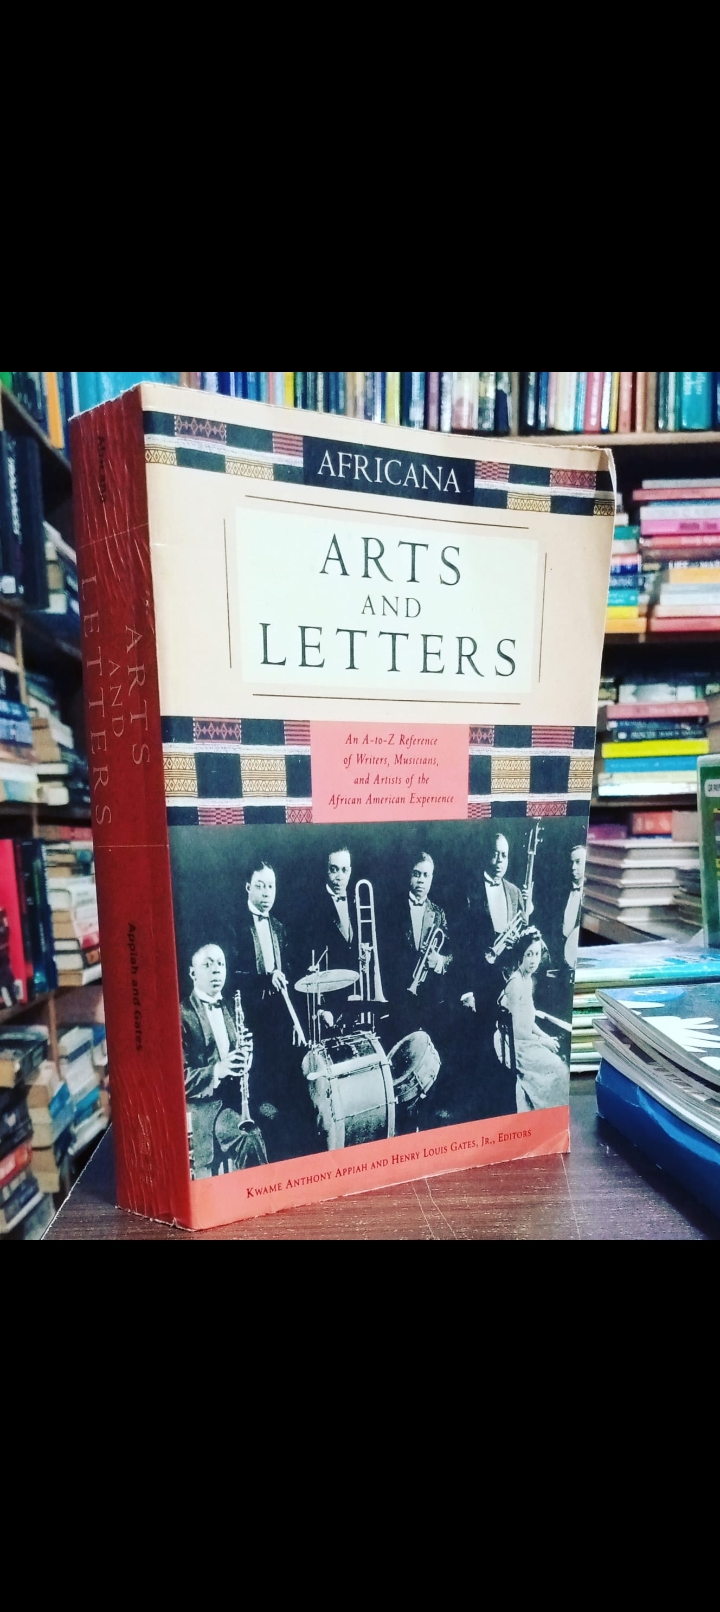 AFRICANA
ARTS
AND
LETTERS
An A-to-Z Reference
of Writers, Musicians,
and Artists of the
African American Experience
KWAME ANTHONY APPIAH AND HENRY LOUIS GATES, JR., EDITORS
ARTS
AND
LETTERS
Appiah and Gates